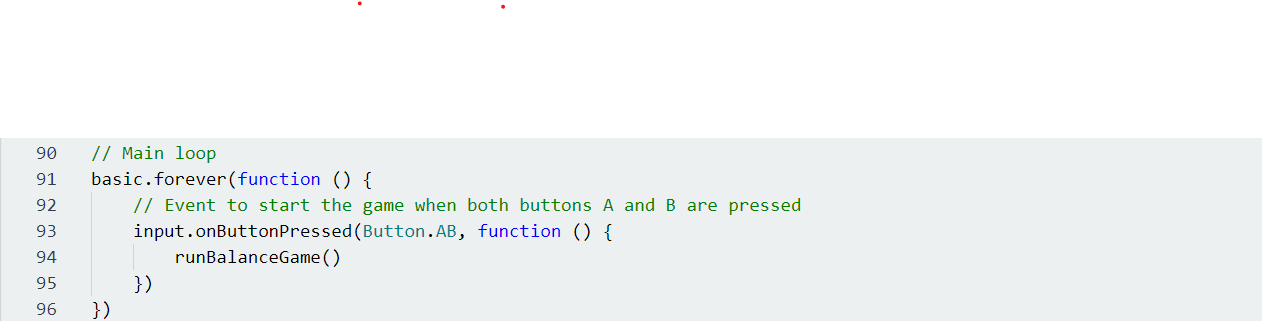 90 // Main loop
91 basic.forever(function () {
92 // Event to start the game when both buttons A and B are pressed
93 input.onButtonPressed(Button.AB, function () {
94 runBalanceGame()
95 })
96 })